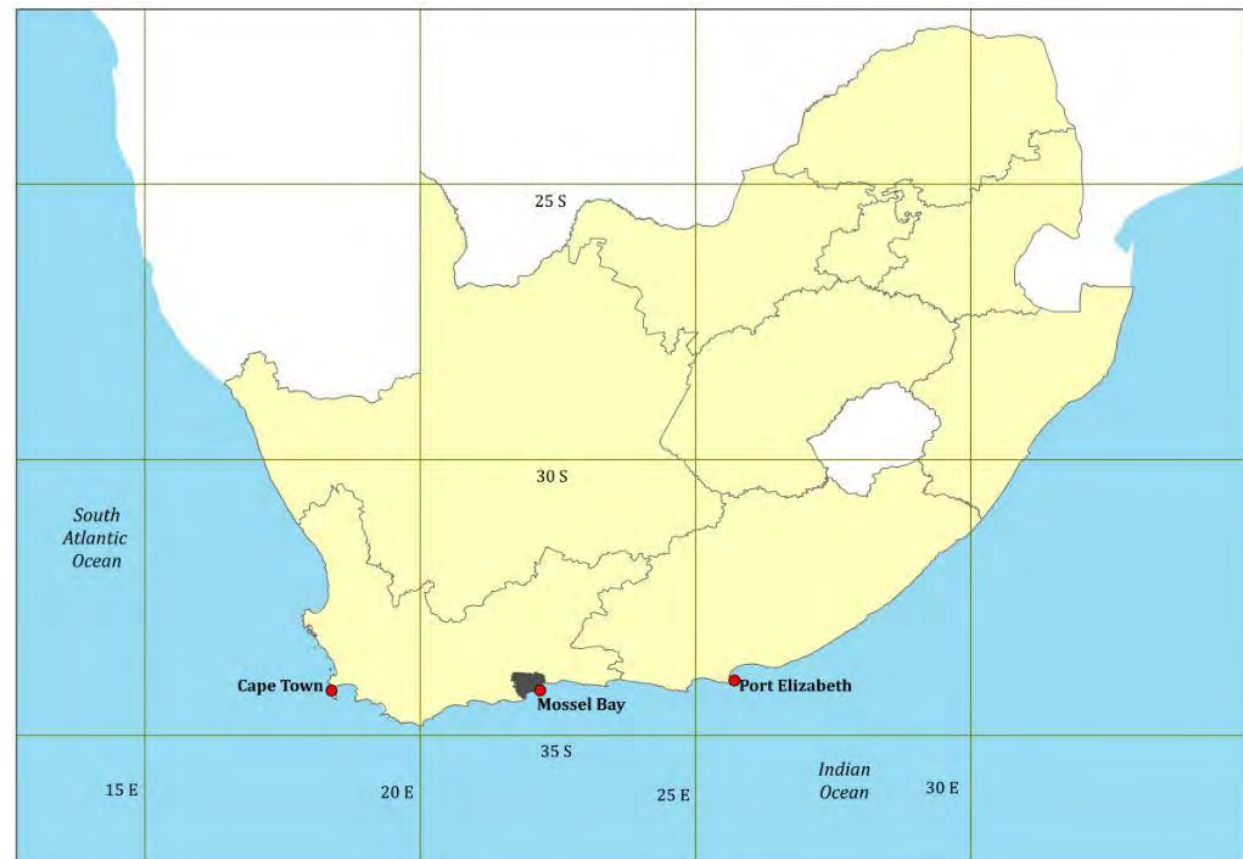 25 S
30 S
South
Atlantic
Ocean
Cape Town
Port Elizabeth
Mossel Bay
35 S
Indian
Ocean
15 E
20 E
25 E
30 E